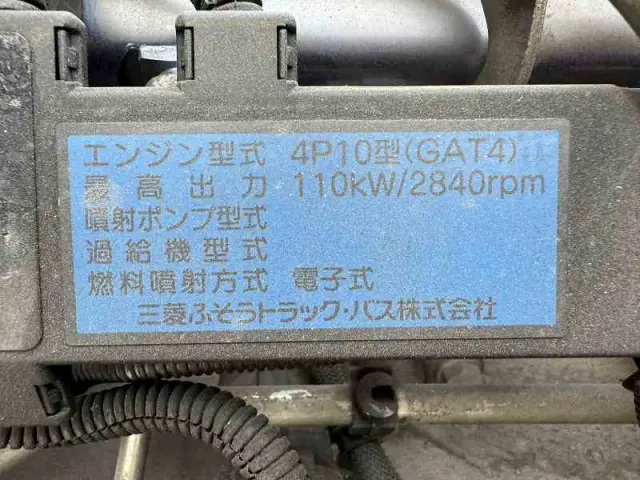 エンジン型式 4P10型(GAT4)
最高出力 110kW/2840rpm
噴射ポンプ型式
過給機型式
燃料噴射方式 電子式
三菱ふそうトラック・バス株式会社